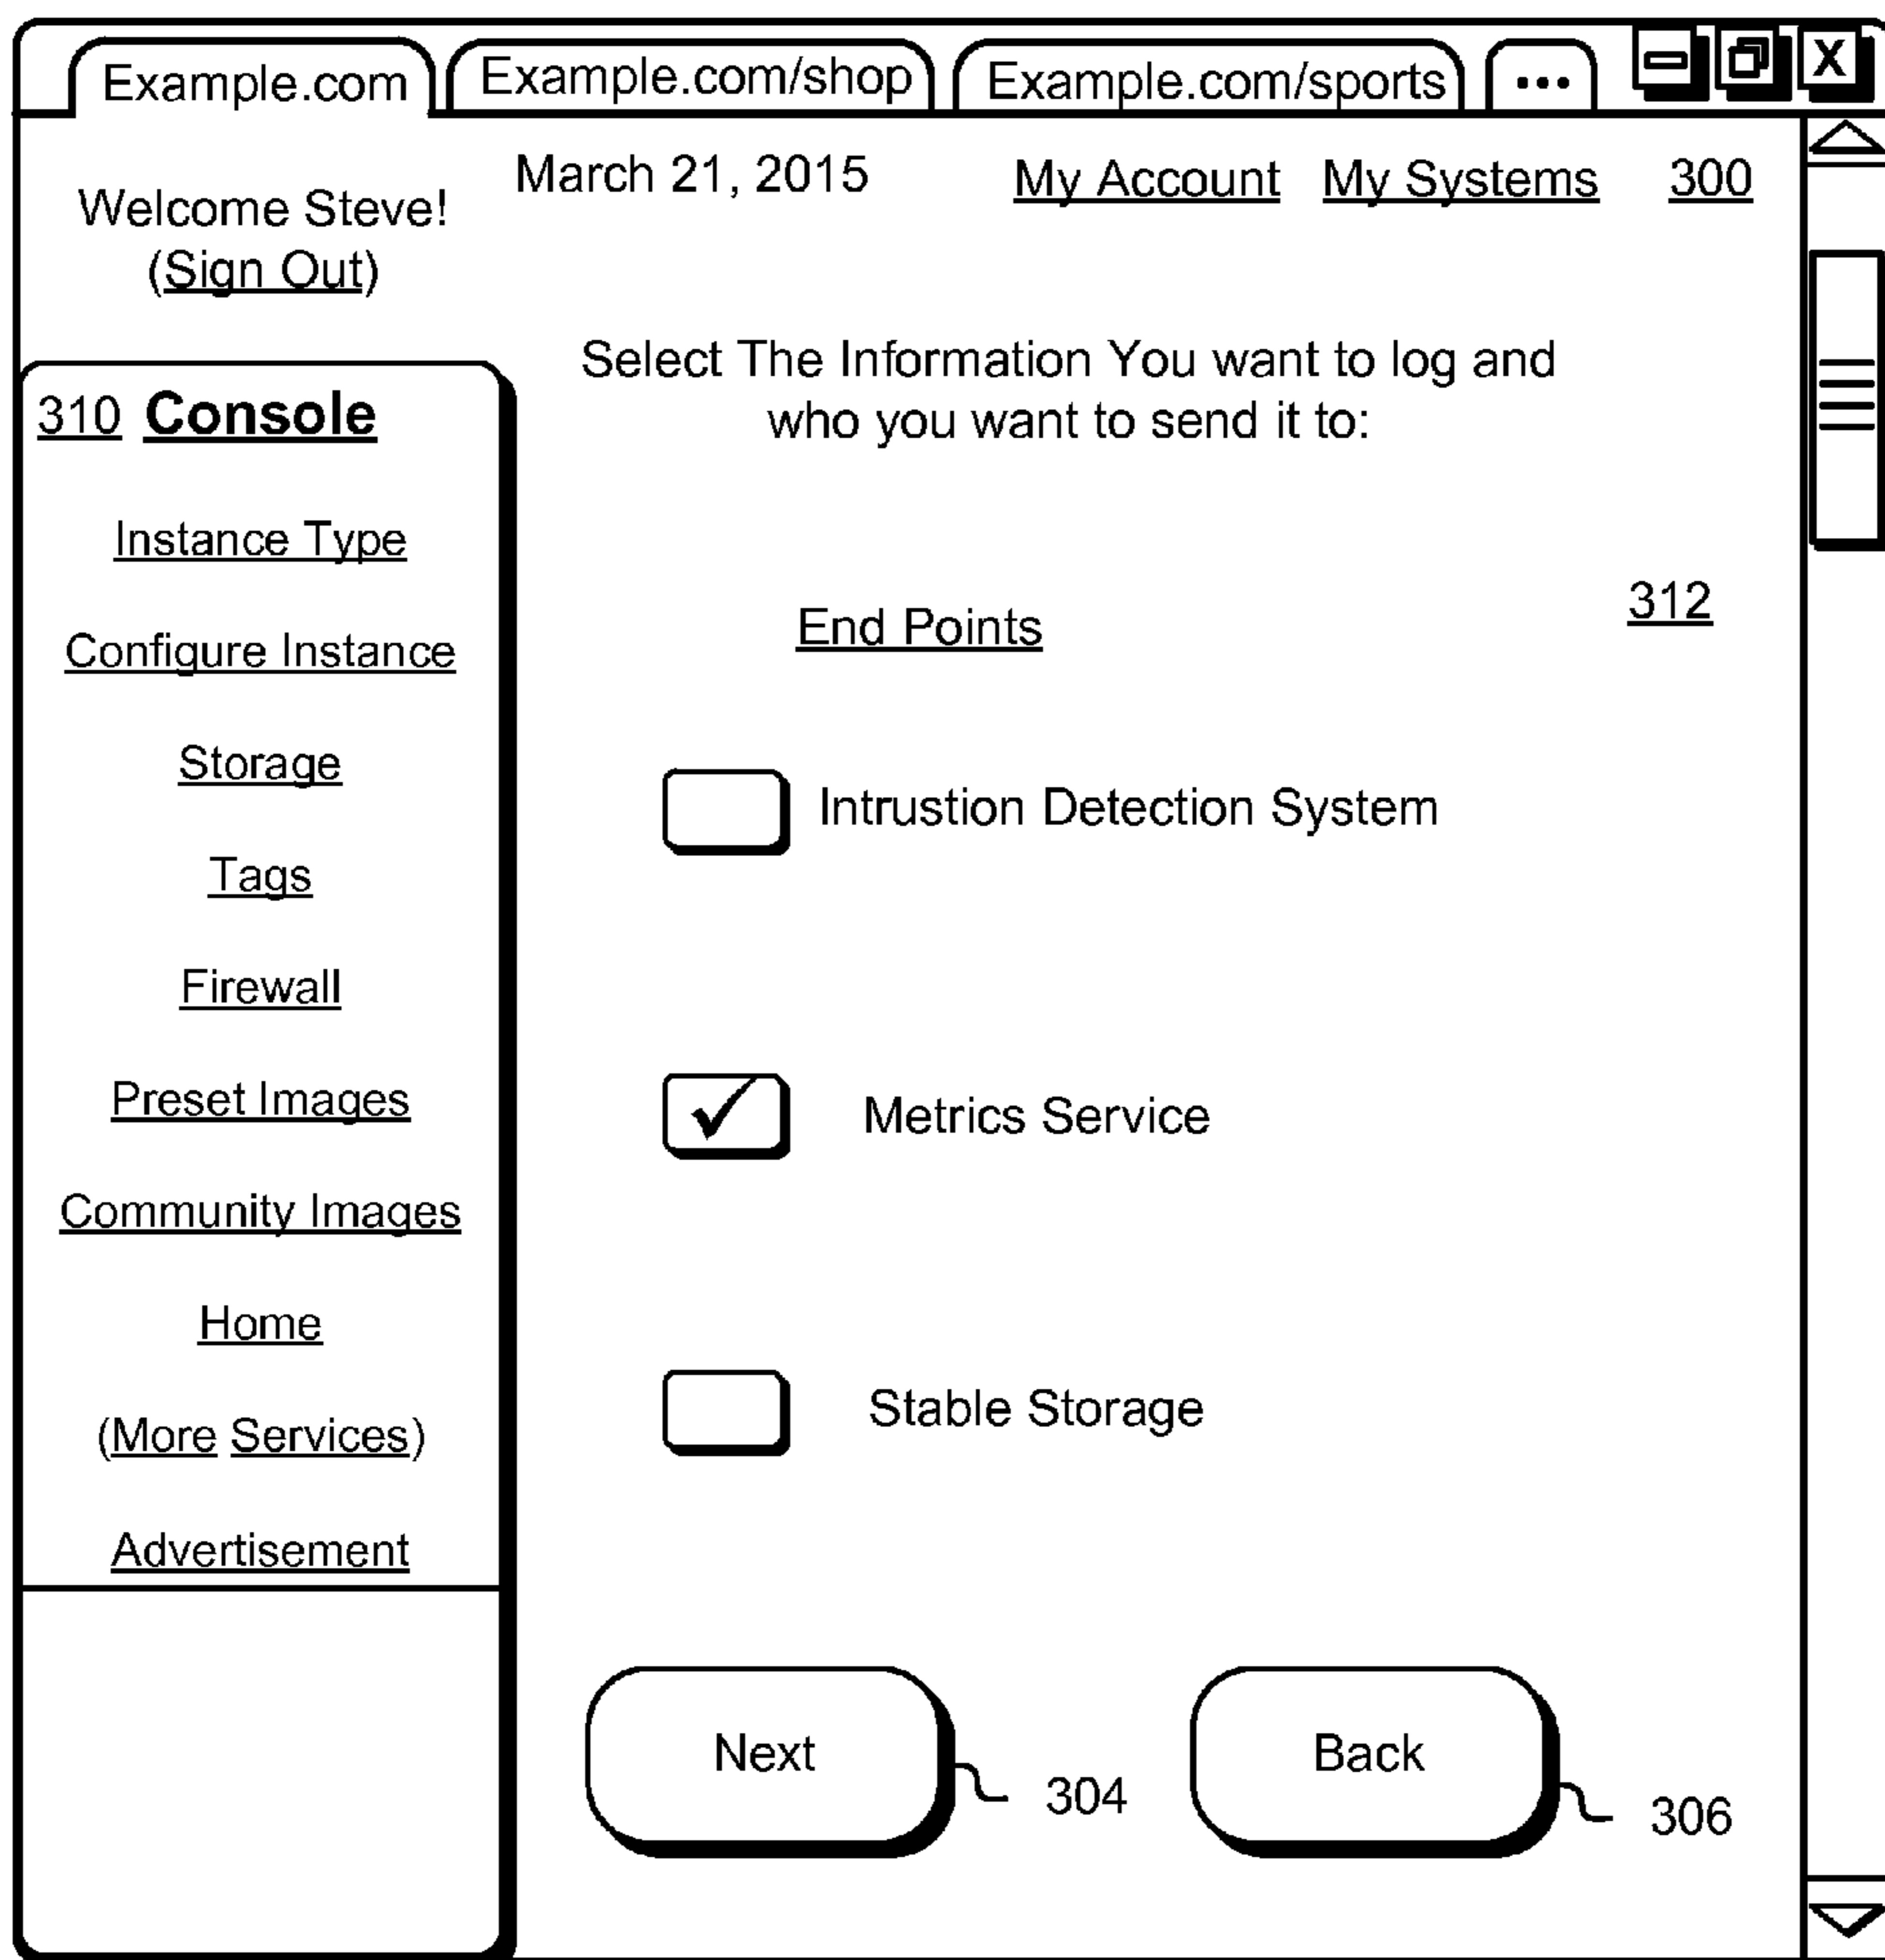 Example.com
Example.com/shop
Example.com/sports
...
X
March 21, 2015
My Account
My Systems
300
Welcome Steve!
(Sign Out)
310 Console
Instance Type
Configure Instance
Storage
Tags
Firewall
Preset Images
Community Images
Home
(More Services)
Advertisement
Select The Information You want to log and
who you want to send it to:
312
End Points
Intrustion Detection System
Metrics Service
Stable Storage
Next
304
Back
306